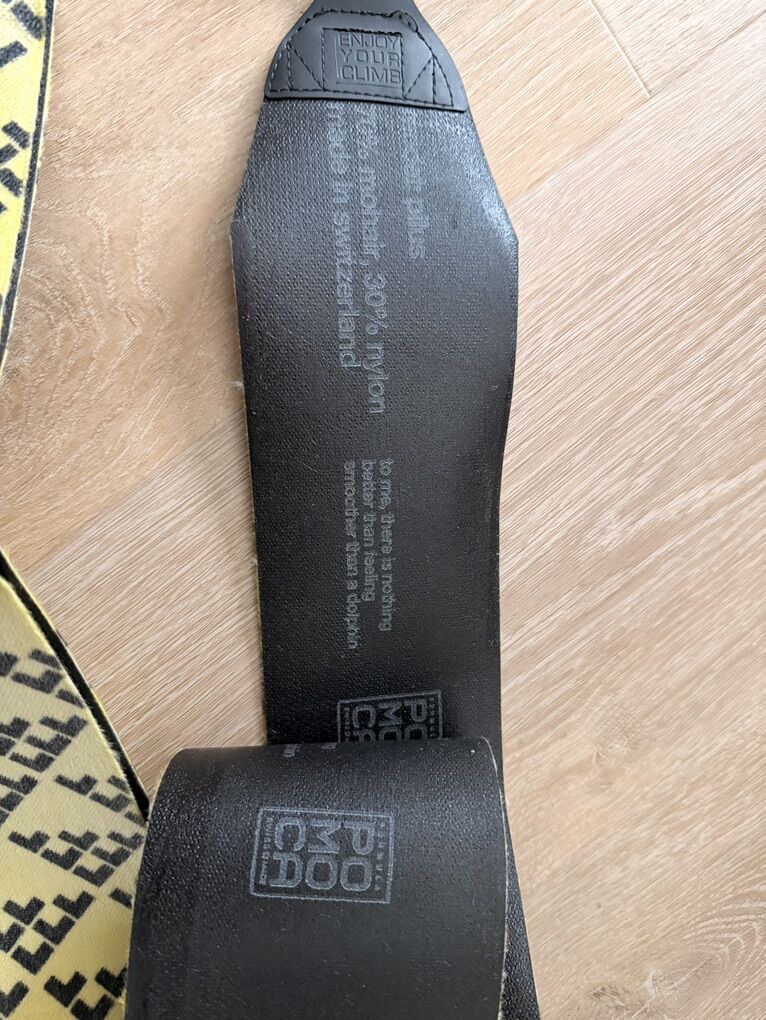 ENJOY
YOUR
CLIMB
plus
mohair, 30% nylon
made in switzerland
to me, there is nothing
better than feeling
smoother than a dolphin
PO
MO
CA
PO
MO
CA